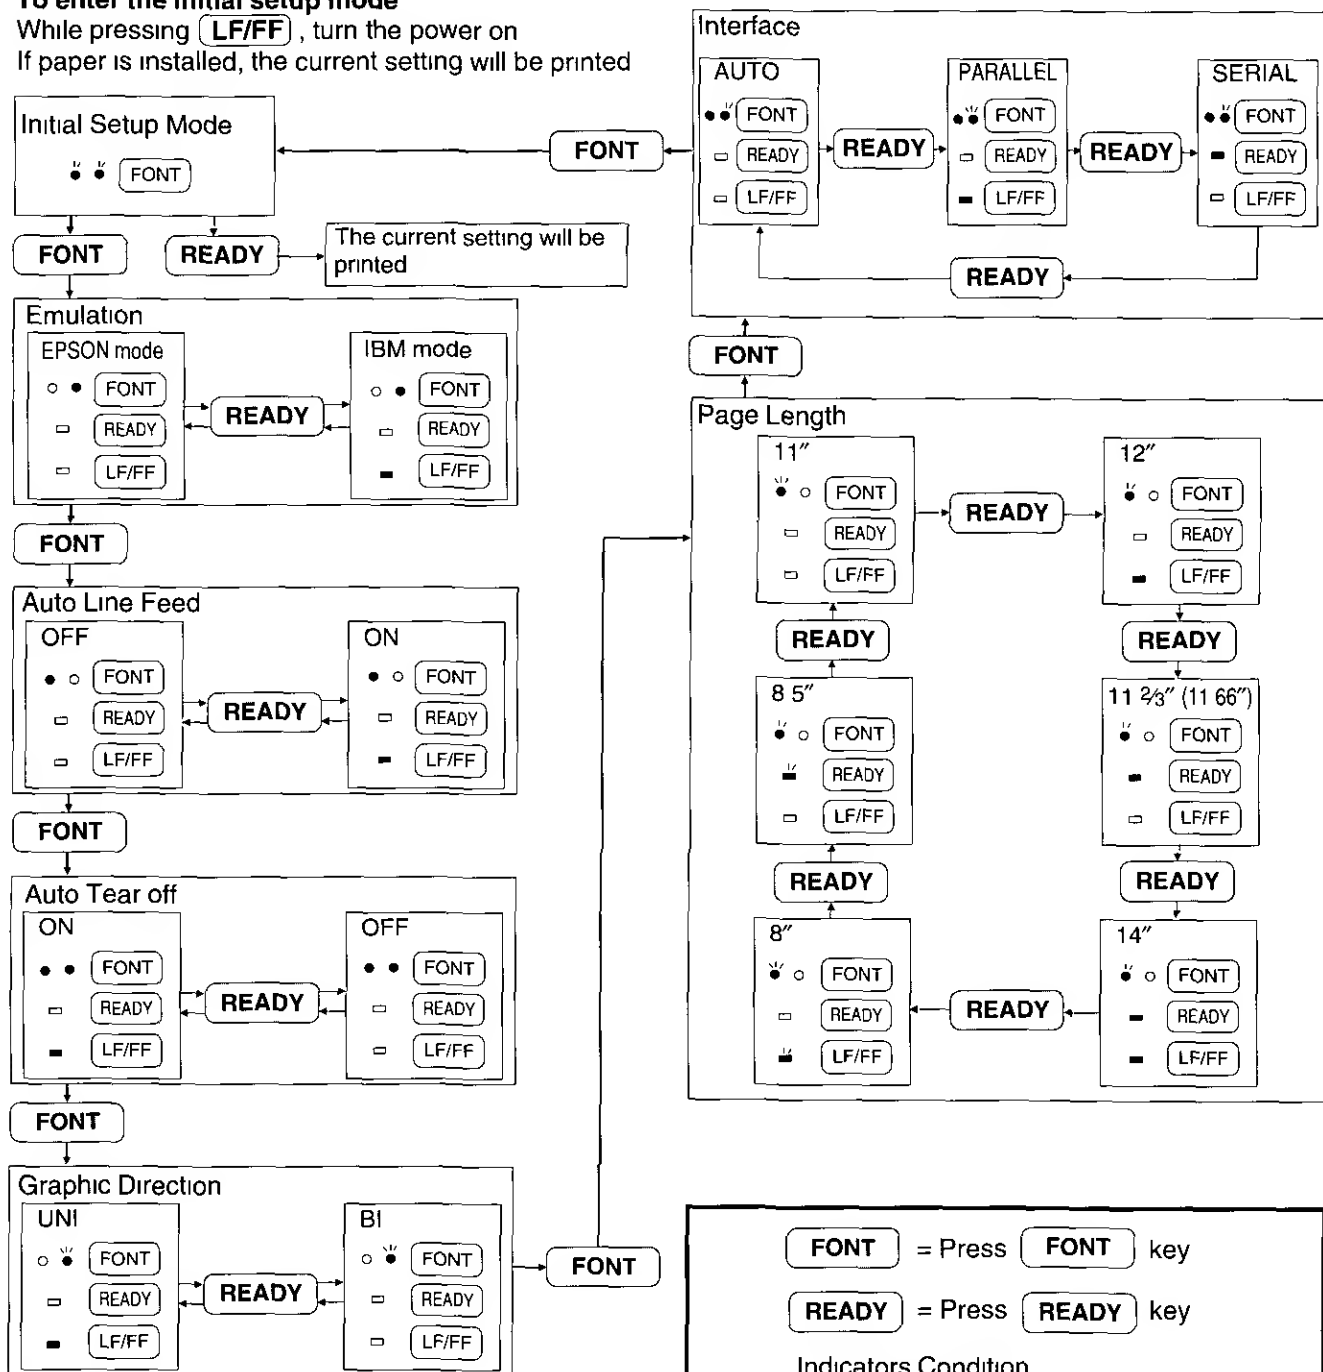 To enter the initial setup mode
While pressing LF/FF , turn the power on
If paper is installed, the current setting will be printed
Initial Setup Mode
FONT
FONT
READY
The current setting will be
printed
Emulation
EPSON mode
FONT
READY
LF/FF
READY
IBM mode
FONT
READY
LF/FF
FONT
Auto Line Feed
OFF
FONT
READY
LF/FF
READY
ON
FONT
READY
LF/FF
FONT
Auto Tear off
ON
FONT
READY
LF/FF
READY
OFF
FONT
READY
LF/FF
FONT
Graphic Direction
UNI
FONT
READY
LF/FF
READY
BI
FONT
READY
LF/FF
FONT
Page Length
11"
FONT
READY
LF/FF
READY
12"
FONT
READY
LF/FF
READY
11 2/3" (11 66")
FONT
READY
LF/FF
READY
14"
FONT
READY
LF/FF
READY
8"
FONT
READY
LF/FF
READY
8 5"
FONT
READY
LF/FF
READY
FONT
Interface
AUTO
FONT
READY
LF/FF
READY
PARALLEL
FONT
READY
LF/FF
READY
SERIAL
FONT
READY
LF/FF
READY
FONT
FONT = Press FONT key
READY = Press READY key
Indicators Condition